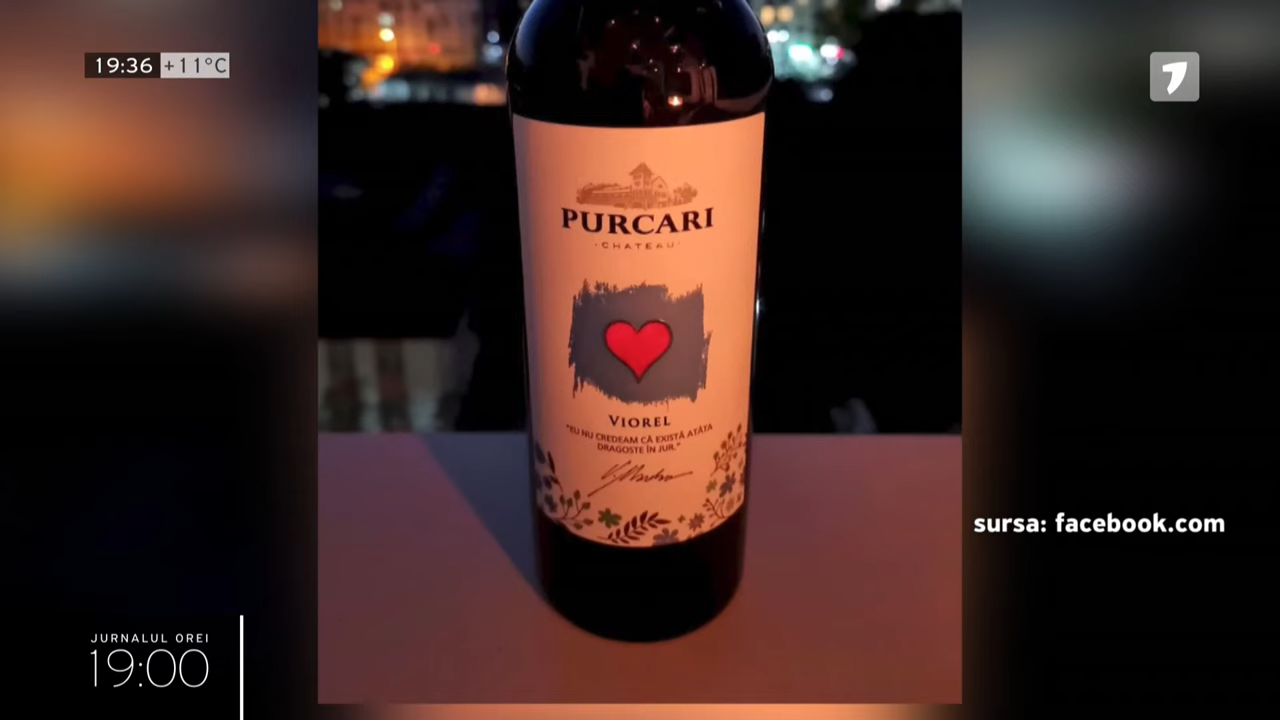 19:36 +11°C
PURCARI
·CHATEAU·
VIOREL
"EU NU CREDEAM CĂ EXISTĂ ATÂTA
DRAGOSTE ÎN JUR."
sursa: facebook.com
JURNALUL OREI
19:00